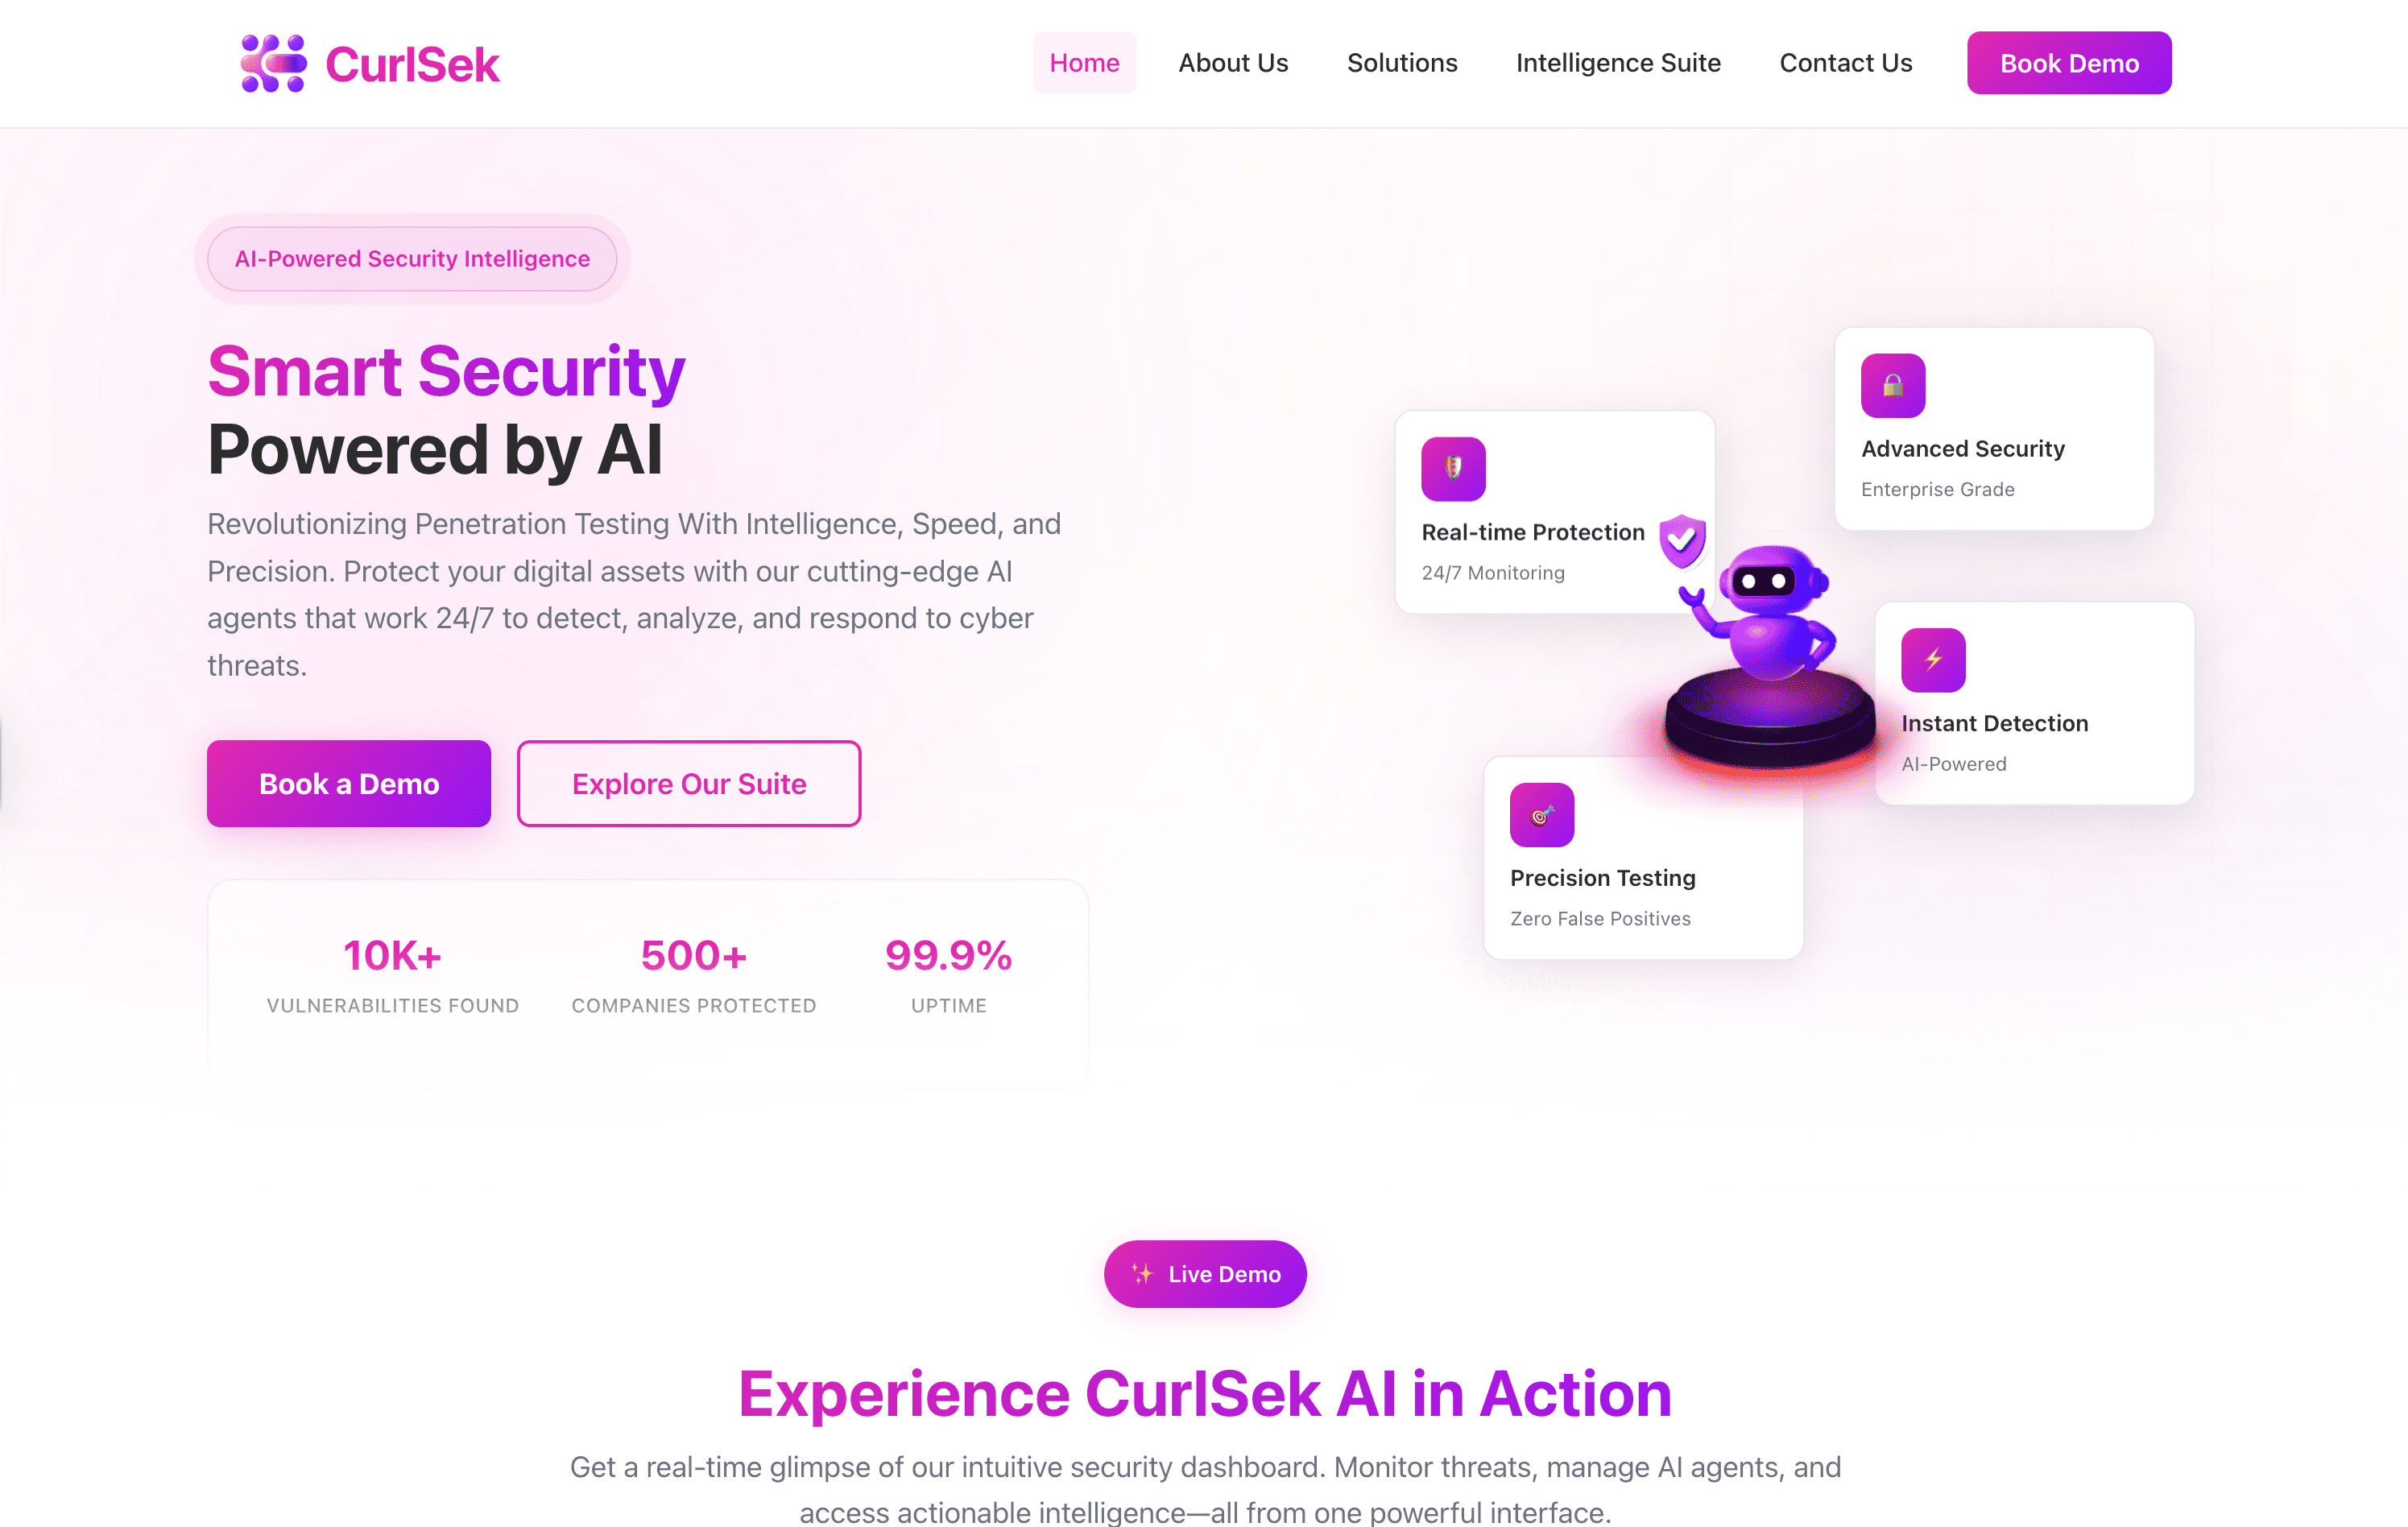 CurlSek
Home
About Us
Solutions
Intelligence Suite
Contact Us
Book Demo
AI-Powered Security Intelligence
Smart Security
Powered by AI
Revolutionizing Penetration Testing With Intelligence, Speed, and
Precision. Protect your digital assets with our cutting-edge AI
agents that work 24/7 to detect, analyze, and respond to cyber
threats.
Book a Demo
Explore Our Suite
10K+
VULNERABILITIES FOUND
500+
COMPANIES PROTECTED
99.9%
UPTIME
Real-time Protection
24/7 Monitoring
Advanced Security
Enterprise Grade
Instant Detection
AI-Powered
Precision Testing
Zero False Positives
Live Demo
Experience CurlSek AI in Action
Get a real-time glimpse of our intuitive security dashboard. Monitor threats, manage AI agents, and
access actionable intelligence—all from one powerful interface.